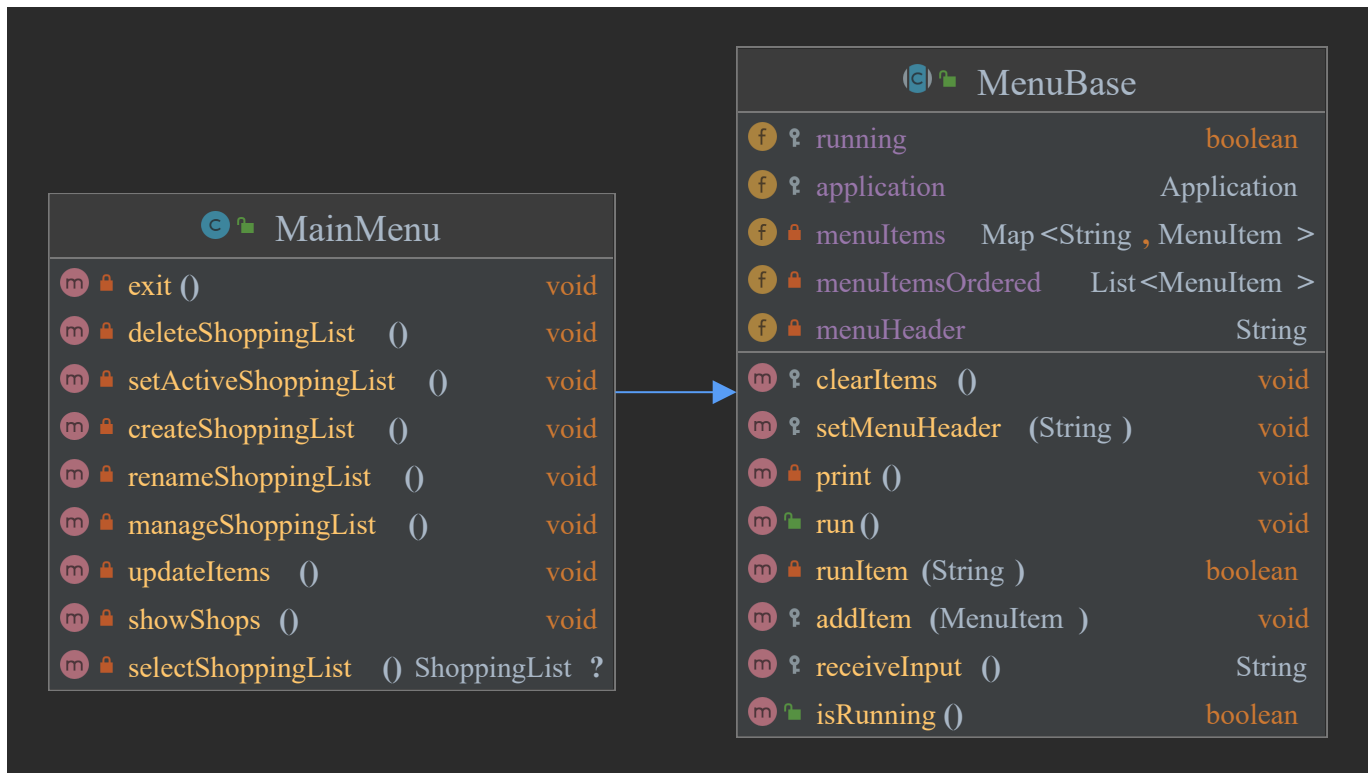 MainMenu
exit () void
deleteShoppingList () void
setActiveShoppingList () void
createShoppingList () void
renameShoppingList () void
manageShoppingList () void
updateItems () void
showShops () void
selectShoppingList () ShoppingList ?
MenuBase
running boolean
application Application
menuItems Map <String , MenuItem >
menuItemsOrdered List <MenuItem >
menuHeader String
clearItems () void
setMenuHeader (String ) void
print () void
run () void
runItem (String ) boolean
addItem (MenuItem ) void
receiveInput () String
isRunning () boolean